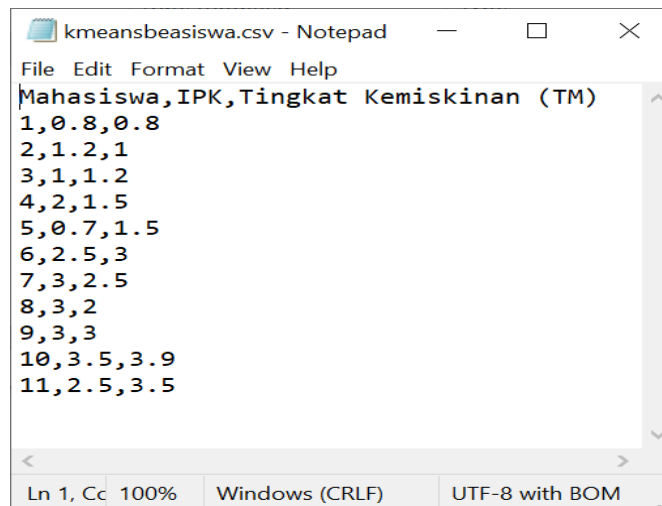 kmeansbeasiswa.csv - Notepad
File Edit Format View Help
Mahasiswa,IPK,Tingkat Kemiskinan (TM)
1,0.8,0.8
2,1.2,1
3,1,1.2
4,2,1.5
5,0.7,1.5
6,2.5,3
7,3,2.5
8,3,2
9,3,3
10,3.5,3.9
11,2.5,3.5
Ln 1, Cc 100% Windows (CRLF) UTF-8 with BOM